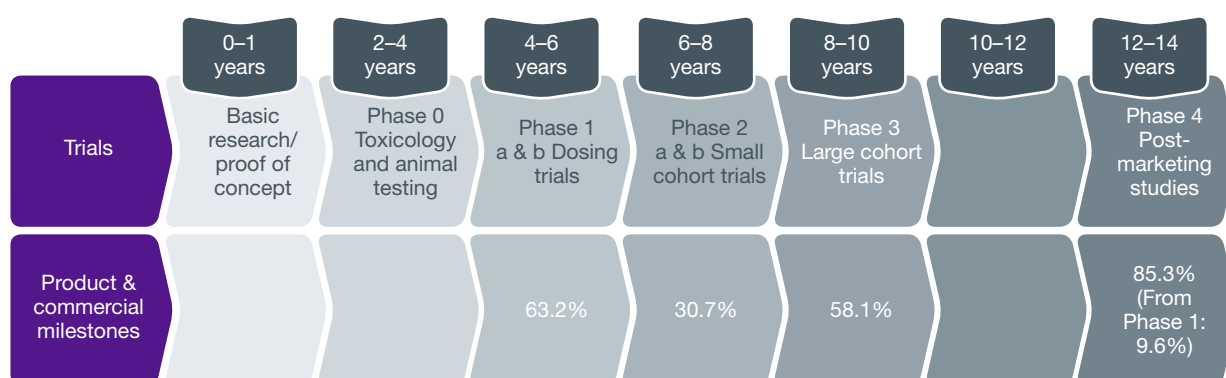 0–1
years
2–4
years
4–6
years
6–8
years
8–10
years
10–12
years
12–14
years
Trials
Basic
research/
proof of
concept
Phase 0
Toxicology
and animal
testing
Phase 1
a & b Dosing
trials
Phase 2
a & b Small
cohort trials
Phase 3
Large cohort
trials
Phase 4
Post-
marketing
studies
Product &
commercial
milestones
63.2%
30.7%
58.1%
85.3%
(From
Phase 1:
9.6%)